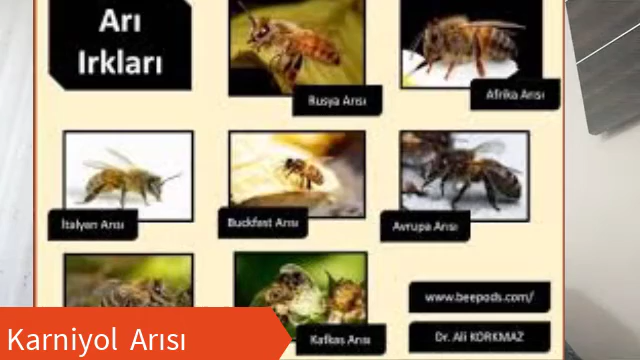 Arı
Irkları
Rusya Arısı
Afrika Arısı
İtalyan Arısı
Buckfast Arısı
Avrupa Arısı
Kafkas Arısı
www.beepods.com/
Dr. Ali KORKMAZ
Karniyol Arısı